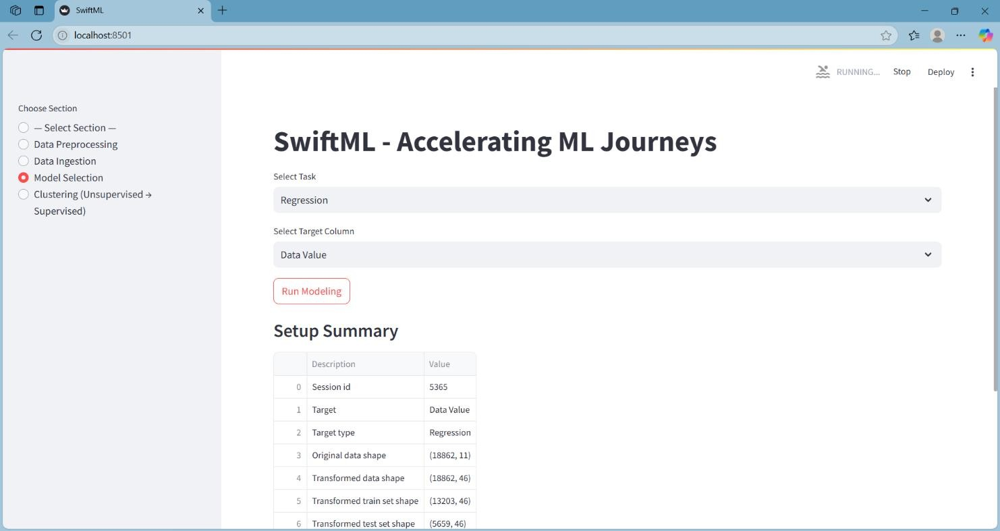 SwiftML
localhost:8501
RUNNING...
Stop
Deploy
Choose Section
— Select Section —
Data Preprocessing
Data Ingestion
Model Selection
Clustering (Unsupervised →
Supervised)
SwiftML - Accelerating ML Journeys
Select Task
Regression
Select Target Column
Data Value
Run Modeling
Setup Summary
Description Value
0 Session id 5365
1 Target Data Value
2 Target type Regression
3 Original data shape (18862, 11)
4 Transformed data shape (18862, 46)
5 Transformed train set shape (13203, 46)
6 Transformed test set shape (5659, 46)